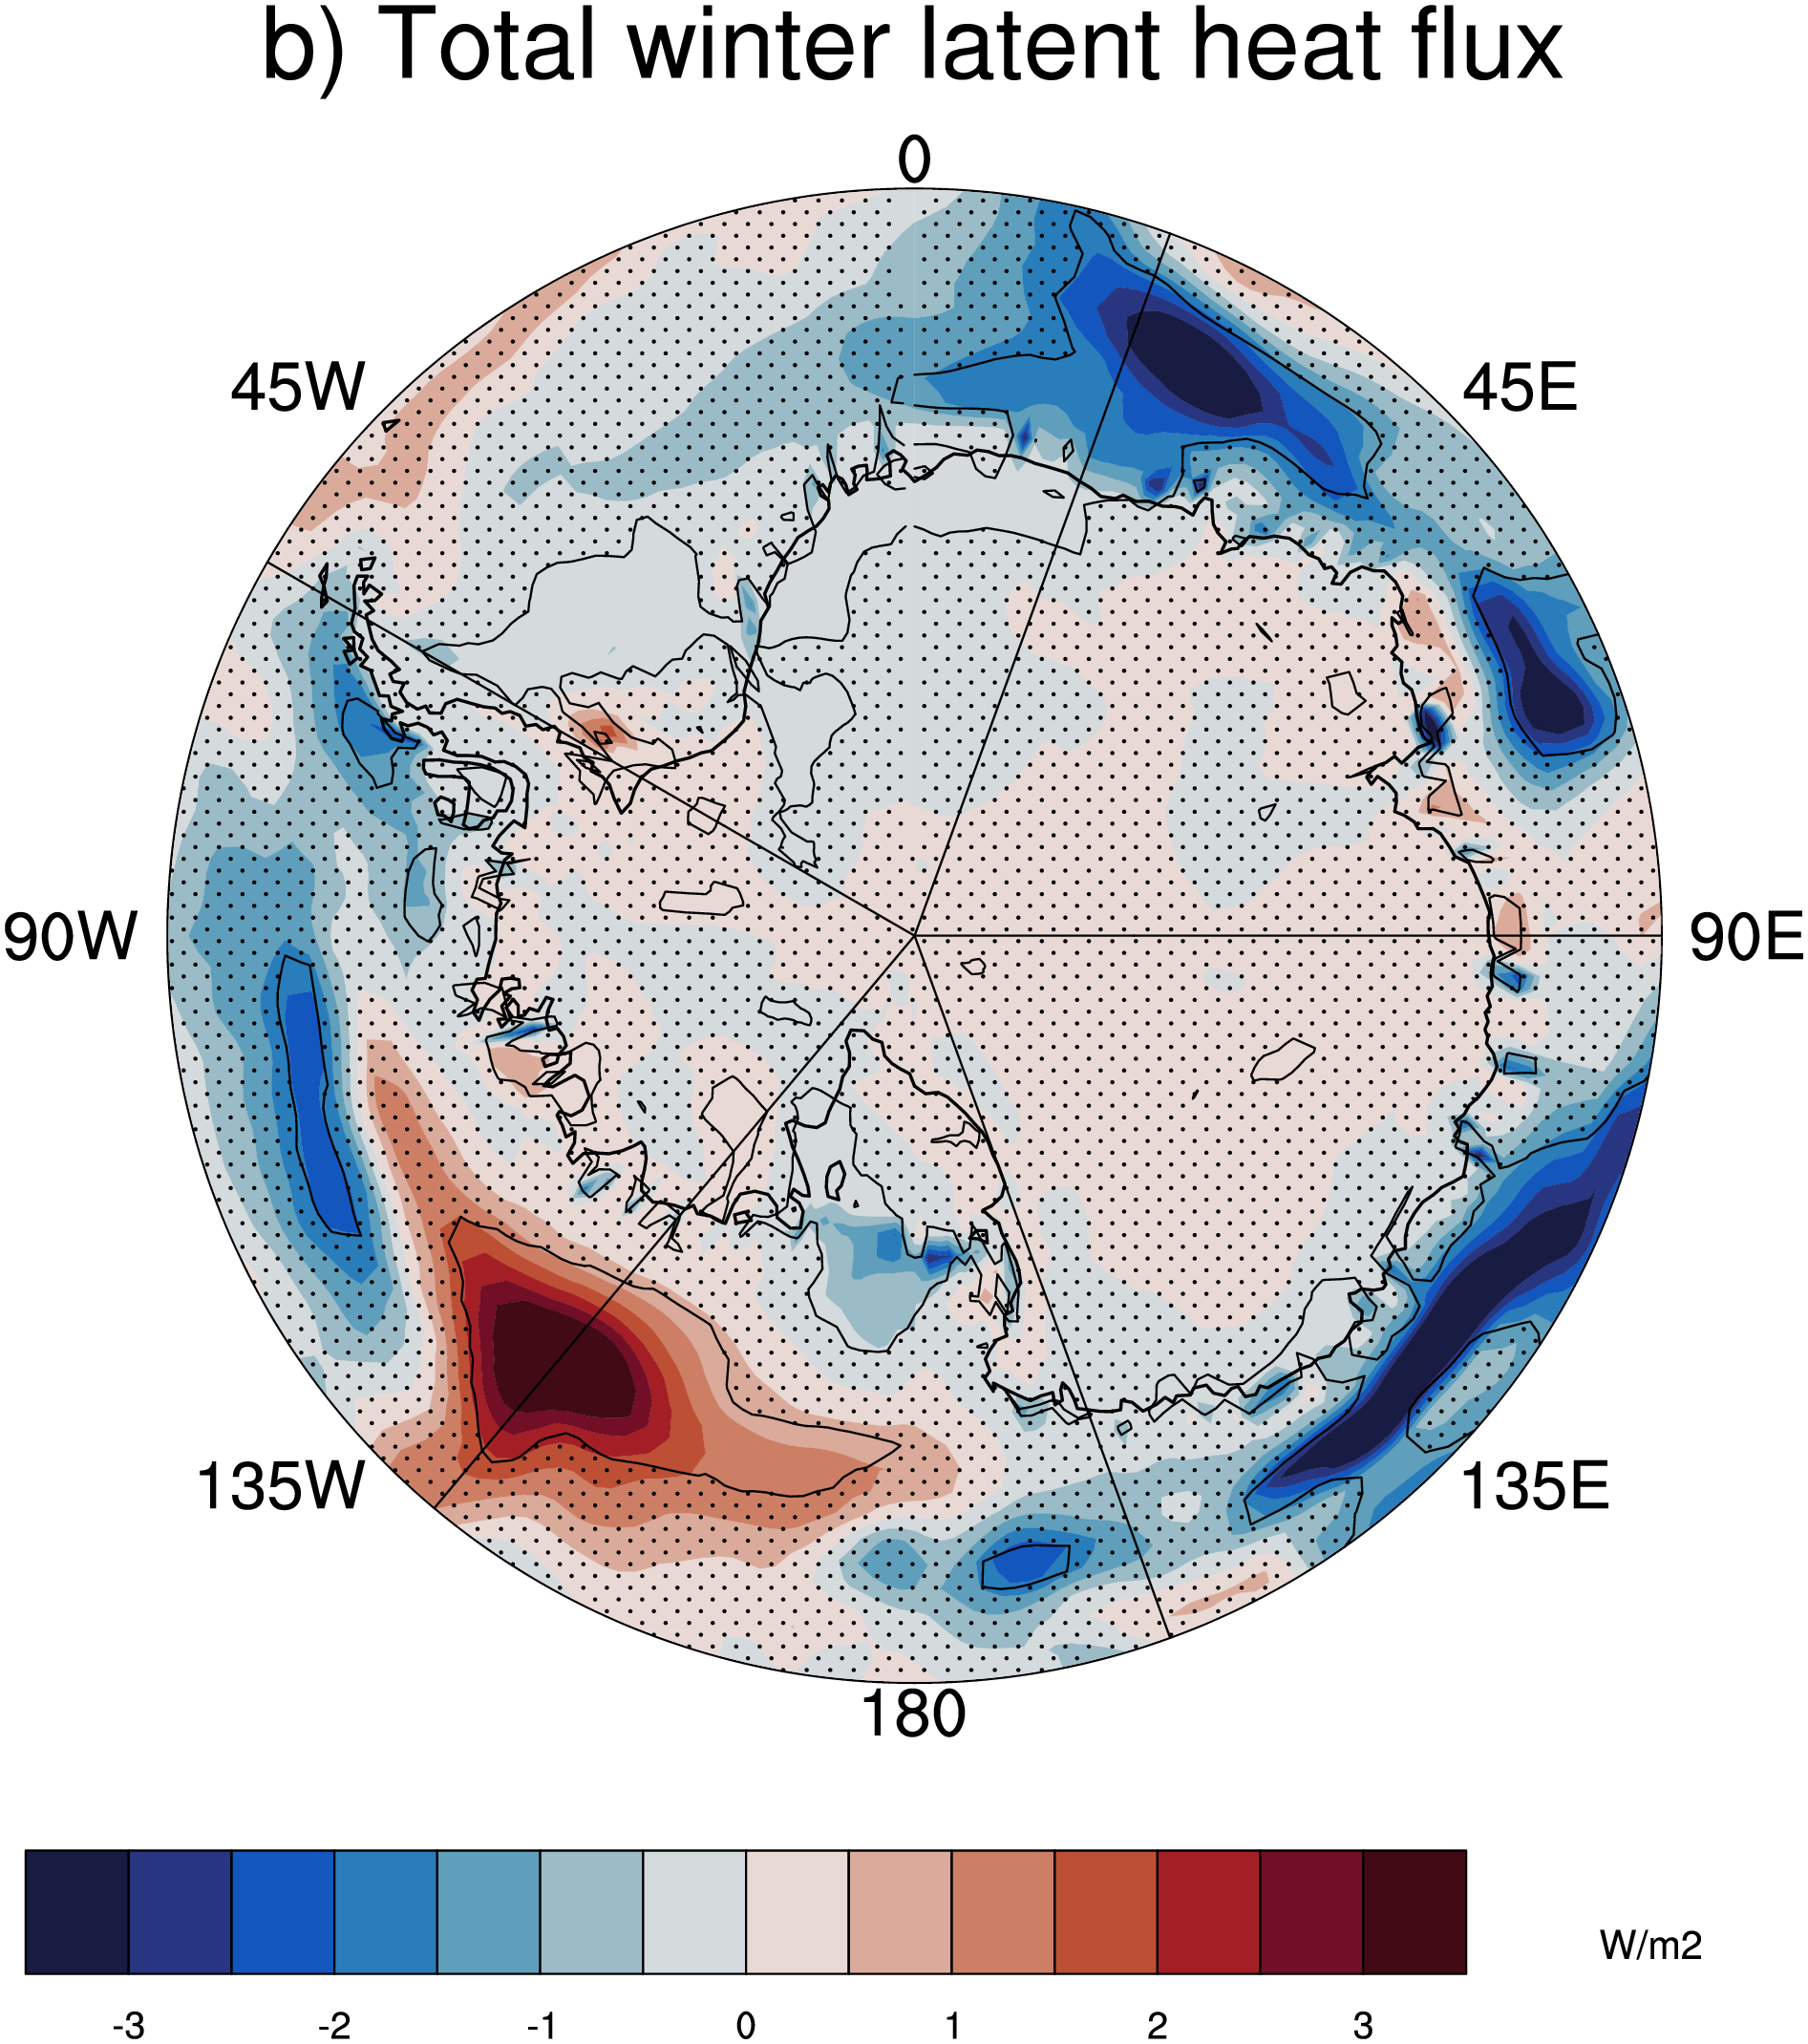 b) Total winter latent heat flux
0
45W
45E
90W
90E
135W
135E
180
W/m2
-3 -2 -1 0 1 2 3